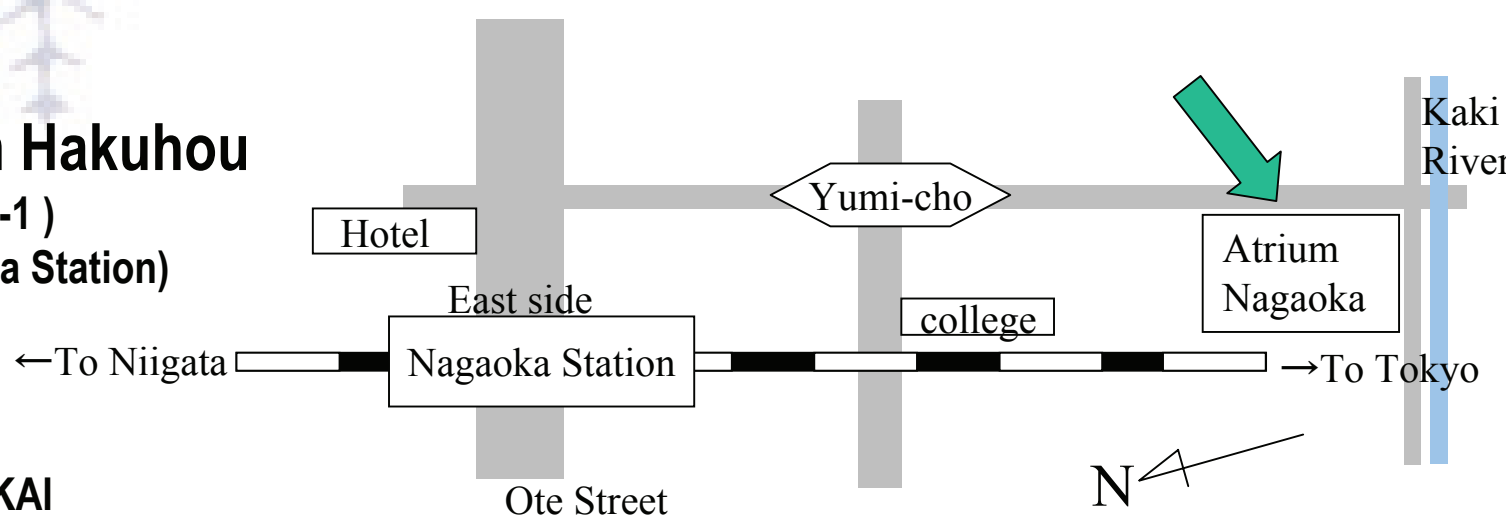 Hakuhou
-1 )
a Station)
KAI
Kaki
River
Yumi-cho
Hotel
Atrium
Nagaoka
East side
college
←To Niigata
Nagaoka Station
→To Tokyo
N
Ote Street